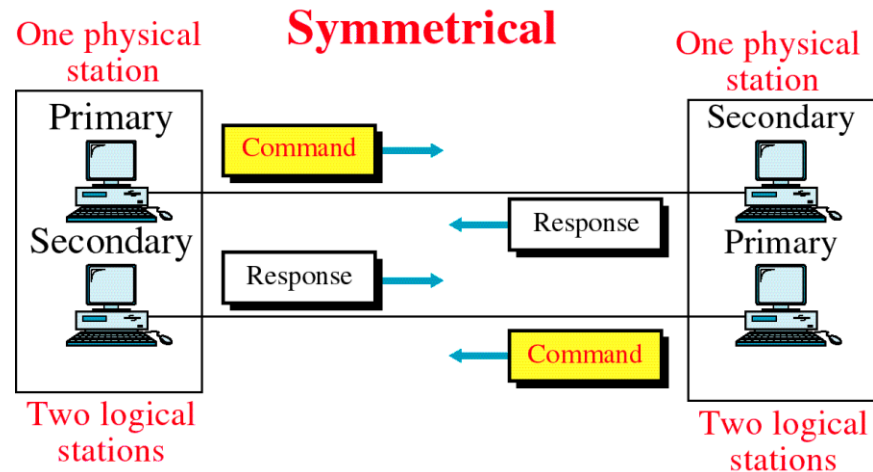 Symmetrical
One physical
station
One physical
station
Primary
Secondary
Command
Response
Secondary
Primary
Response
Command
Two logical
stations
Two logical
stations